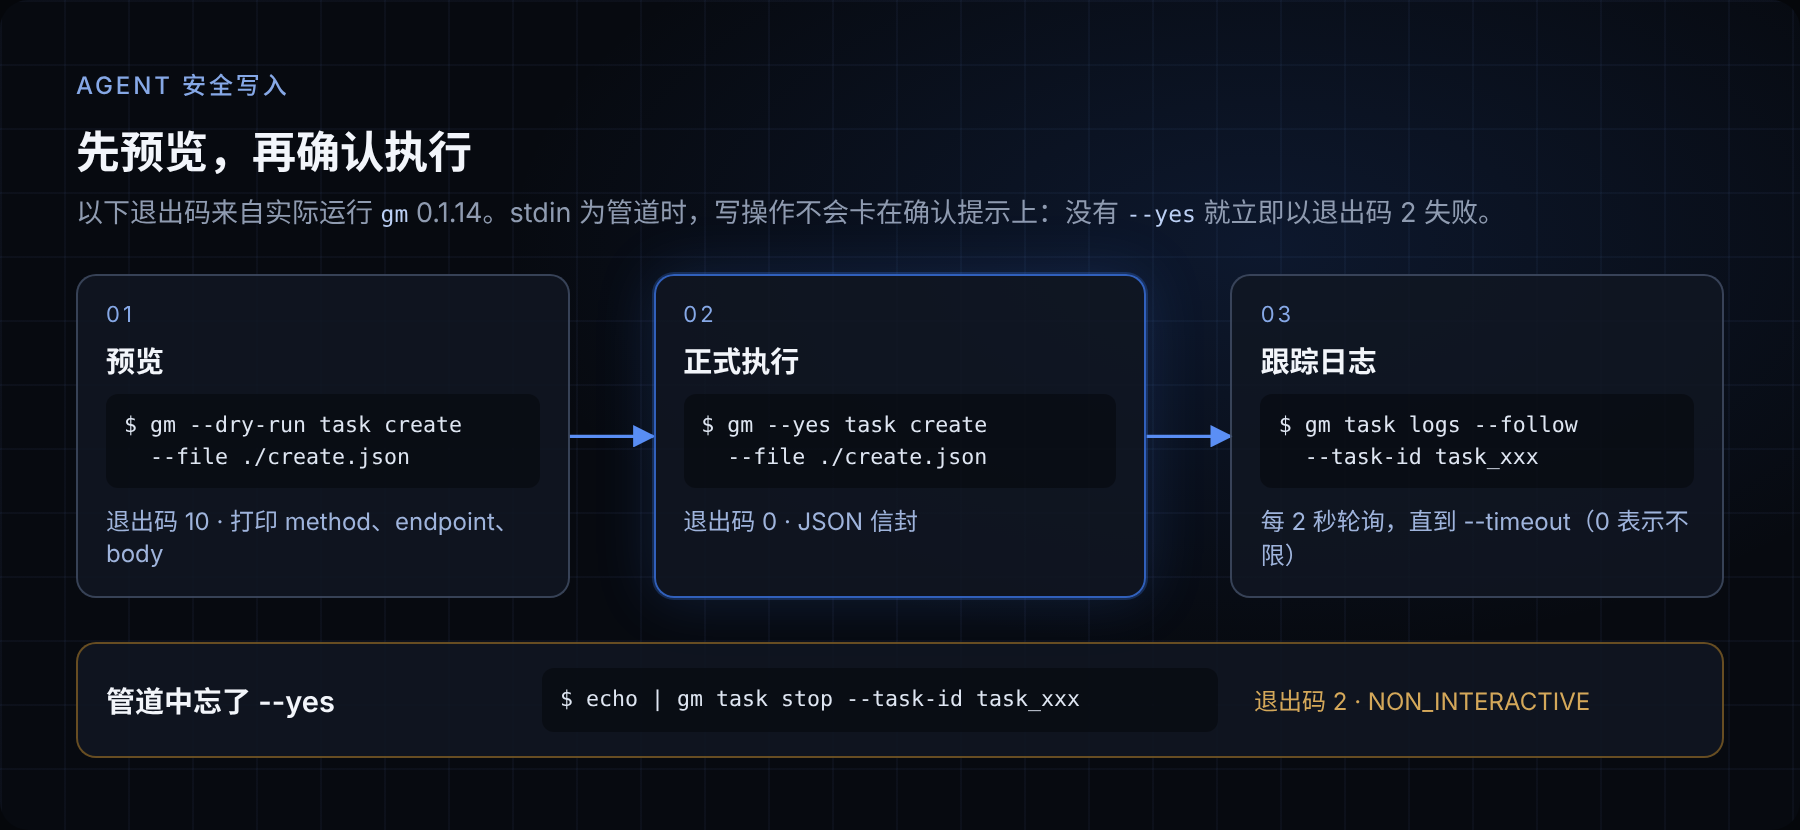 AGENT 安全写入
先预览，再确认执行
以下退出码来自实际运行 gm 0.1.14。stdin 为管道时，写操作不会卡在确认提示上：没有 --yes 就立即以退出码 2 失败。
01
预览
$ gm --dry-run task create
--file ./create.json
退出码 10 · 打印 method、endpoint、
body
02
正式执行
$ gm --yes task create
--file ./create.json
退出码 0 · JSON 信封
03
跟踪日志
$ gm task logs --follow
--task-id task_xxx
每 2 秒轮询，直到 --timeout（0 表示不
限）
管道中忘了 --yes
$ echo | gm task stop --task-id task_xxx
退出码 2 · NON_INTERACTIVE